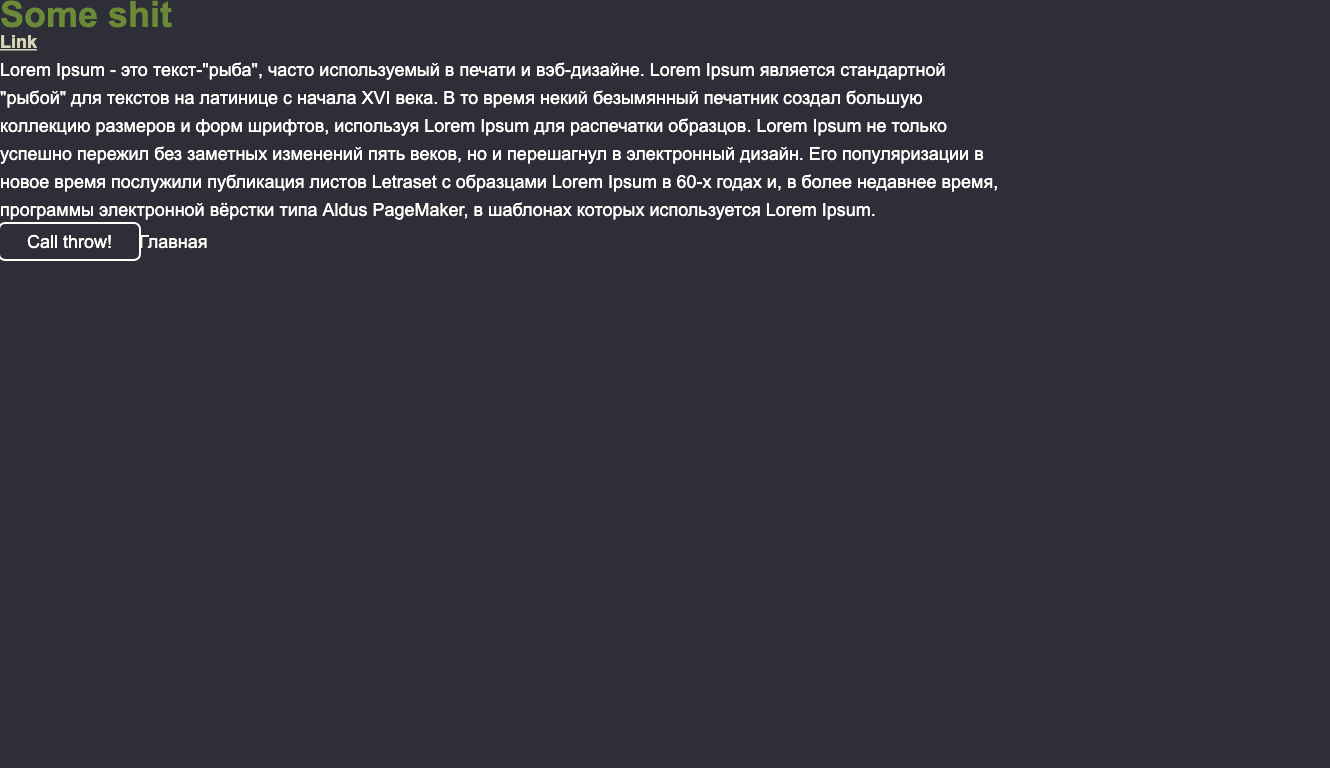 Some shit
Link
Lorem Ipsum - это текст-"рыба", часто используемый в печати и вэб-дизайне. Lorem Ipsum является стандартной
"рыбой" для текстов на латинице с начала XVI века. В то время некий безымянный печатник создал большую
коллекцию размеров и форм шрифтов, используя Lorem Ipsum для распечатки образцов. Lorem Ipsum не только
успешно пережил без заметных изменений пять веков, но и перешагнул в электронный дизайн. Его популяризации в
новое время послужили публикация листов Letraset с образцами Lorem Ipsum в 60-х годах и, в более недавнее время,
программы электронной вёрстки типа Aldus PageMaker, в шаблонах которых используется Lorem Ipsum.
Call throw! Главная